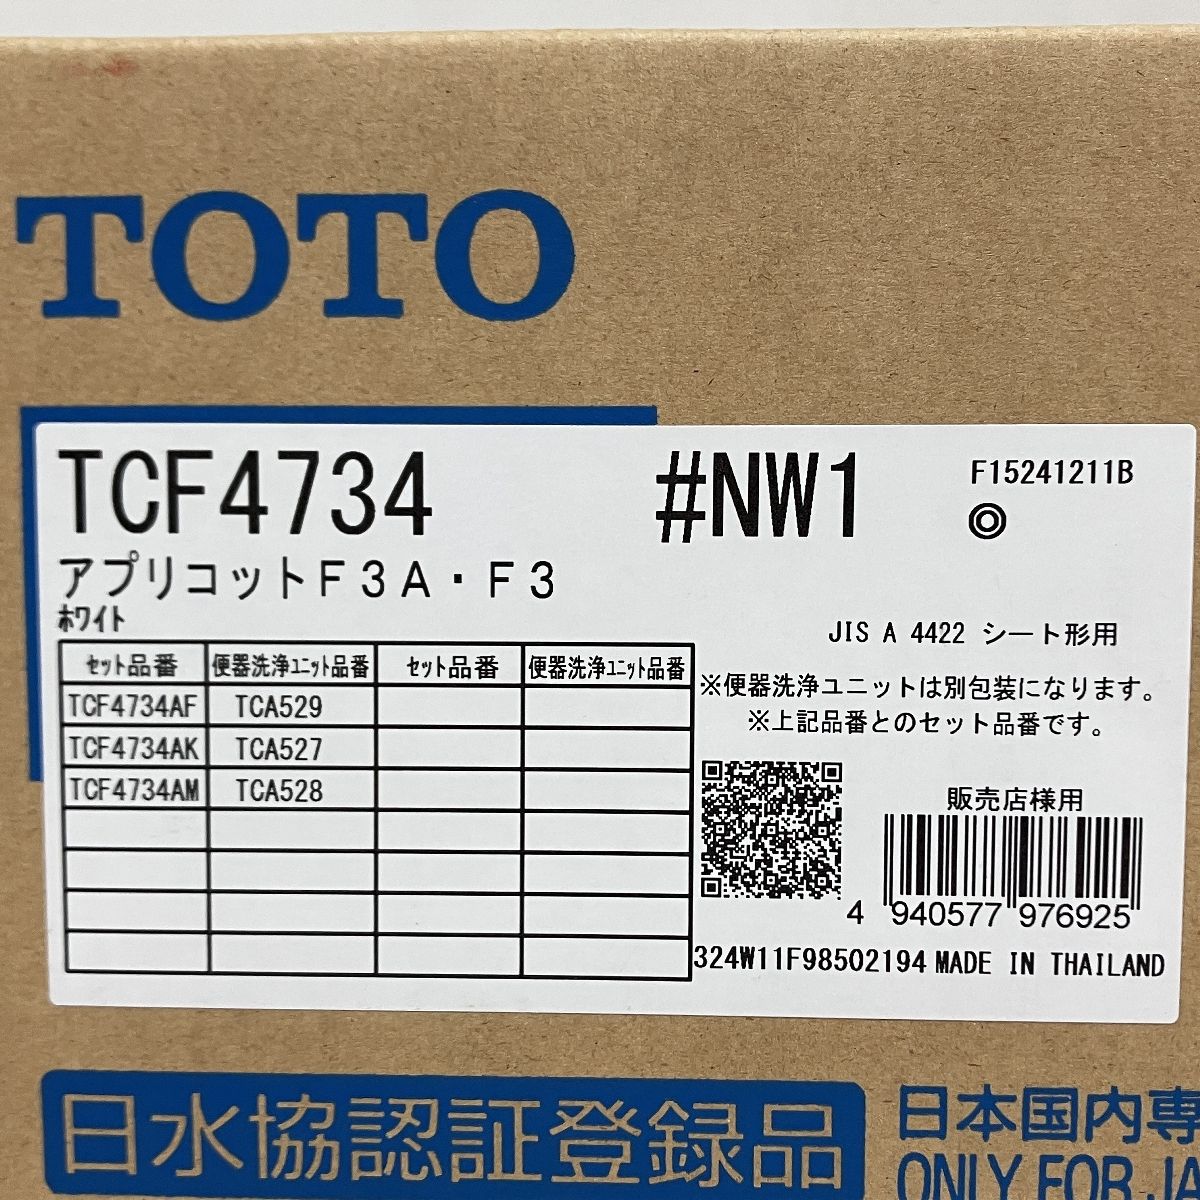 TOTO
TCF4734 #NW1 F15241211B
◎
アプリコットF3A・F3
ホワイト
JIS A 4422 シート形用
セット品番 便器洗浄ユニット品番 セット品番 便器洗浄ユニット品番
TCF4734AF TCA529
TCF4734AK TCA527
TCF4734AM TCA528
※便器洗浄ユニットは別包装になります。
※上記品番とのセット品番です。
販売店様用
4 940577 976925
324W11F98502194 MADE IN THAILAND
日水協認証登録品
日本国内専
ONLY FOR JA